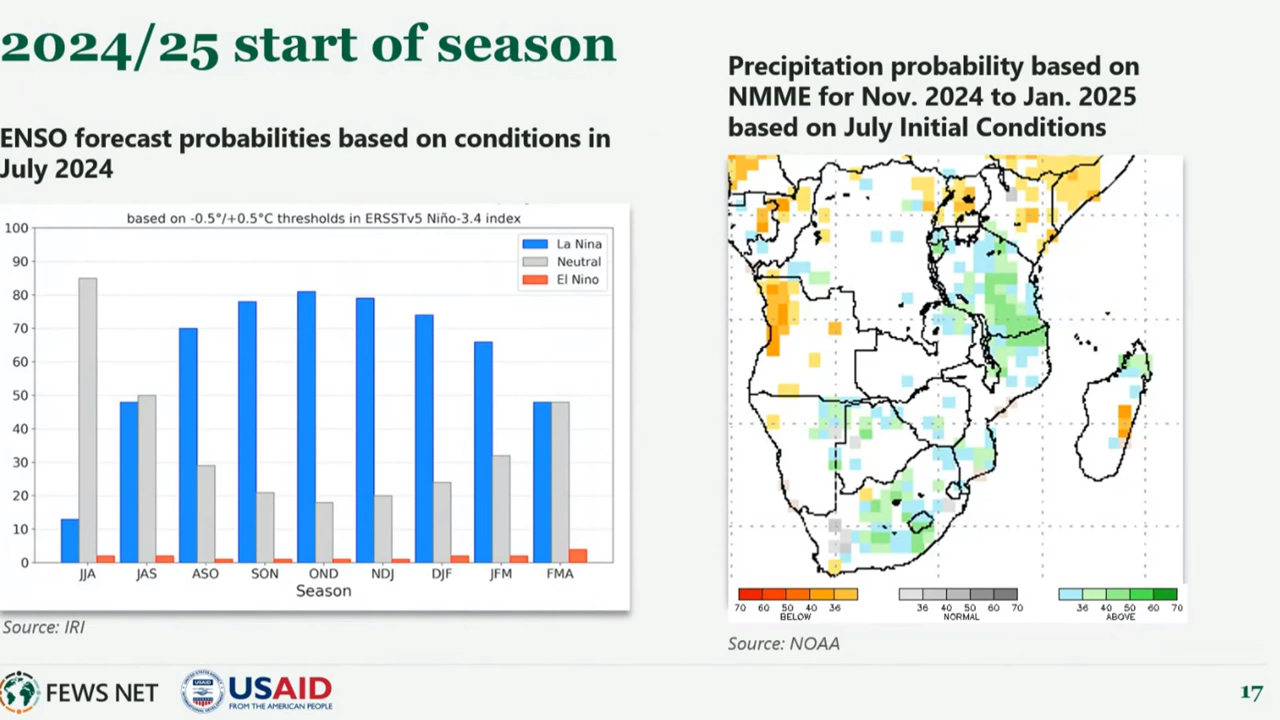 2024/25 start of season
ENSO forecast probabilities based on conditions in
July 2024
based on -0.5°/+0.5°C thresholds in ERSSTv5 Niño-3.4 index
100
90
80
70
60
50
40
30
20
10
0
La Nina
Neutral
El Nino
JJA JAS ASO SON OND NDJ DJF JFM FMA
Season
Source: IRI
Precipitation probability based on
NMME for Nov. 2024 to Jan. 2025
based on July Initial Conditions
70 60 50 40 36
BELOW
36 40 50 60 70
NORMAL
36 40 50 60 70
ABOVE
Source: NOAA
FEWS NET
USAID
FROM THE AMERICAN PEOPLE
17